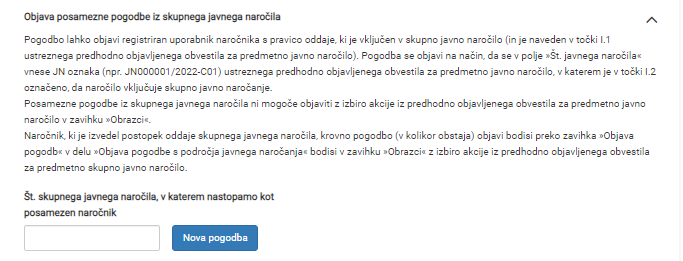 Objava posamezne pogodbe iz skupnega javnega naročila
Pogodbo lahko objavi registriran uporabnik naročnika s pravico oddaje, ki je vključen v skupno javno naročilo (in je naveden v točki I.1
ustreznega predhodno objavljenega obvestila za predmetno javno naročilo). Pogodba se objavi na način, da se v polje »Št. javnega naročila«
vnese JN oznaka (npr. JN000001/2022-C01) ustreznega predhodno objavljenega obvestila za predmetno javno naročilo, v katerem je v točki I.2
označeno, da naročilo vključuje skupno javno naročanje.
Posamezne pogodbe iz skupnega javnega naročila ni mogoče objaviti z izbiro akcije iz predhodno objavljenega obvestila za predmetno javno
naročilo v zavihku »Obrazci«.
Naročnik, ki je izvedel postopek oddaje skupnega javnega naročila, krovno pogodbo (v kolikor obstaja) objavi bodisi preko zavihka »Objava
pogodb« v delu »Objava pogodbe s področja javnega naročanja« bodisi v zavihku »Obrazci« z izbiro akcije iz predhodno objavljenega obvestila
za predmetno skupno javno naročilo.
Št. skupnega javnega naročila, v katerem nastopamo kot
posamezen naročnik
Nova pogodba